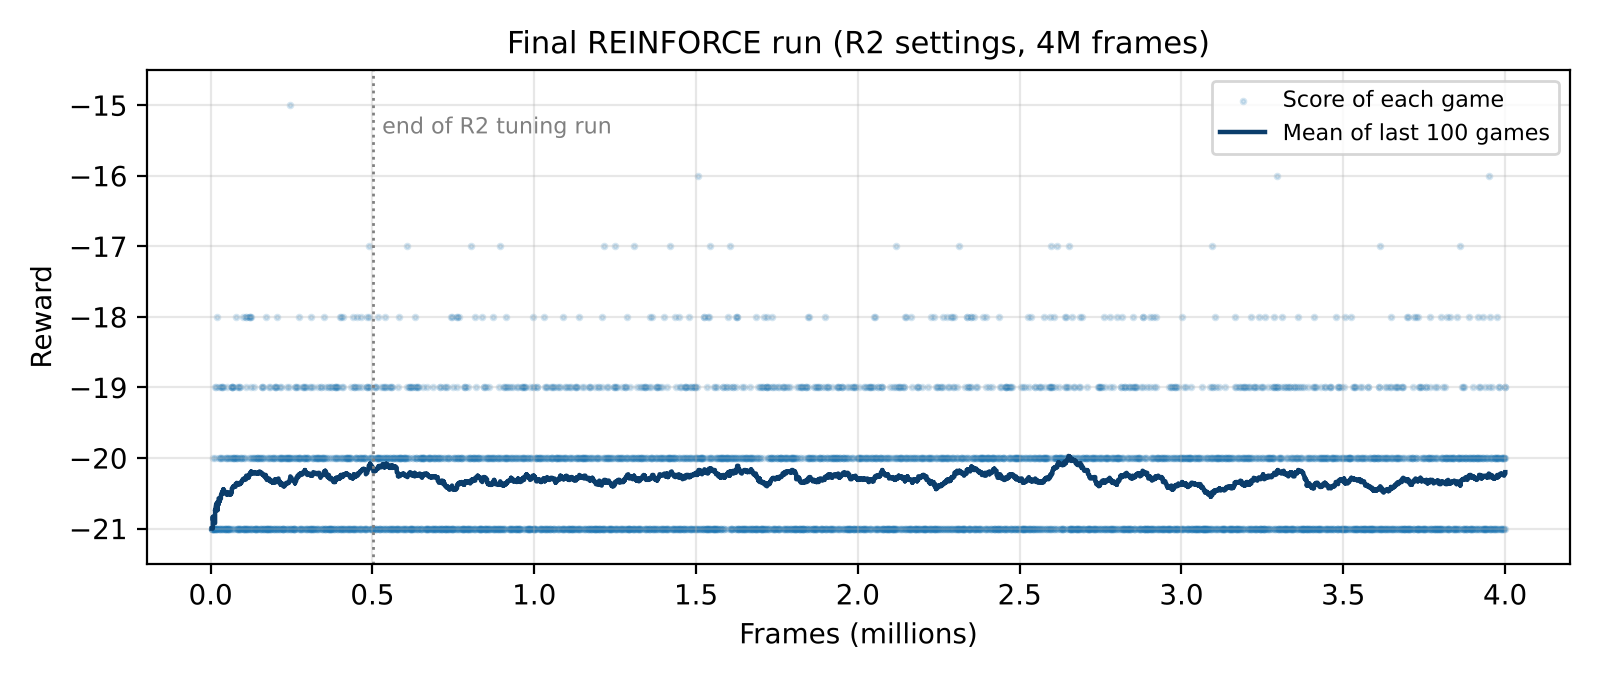 Final REINFORCE run (R2 settings, 4M frames)
Score of each game
Mean of last 100 games
end of R2 tuning run
Reward
−15
−16
−17
−18
−19
−20
−21
0.0 0.5 1.0 1.5 2.0 2.5 3.0 3.5 4.0
Frames (millions)